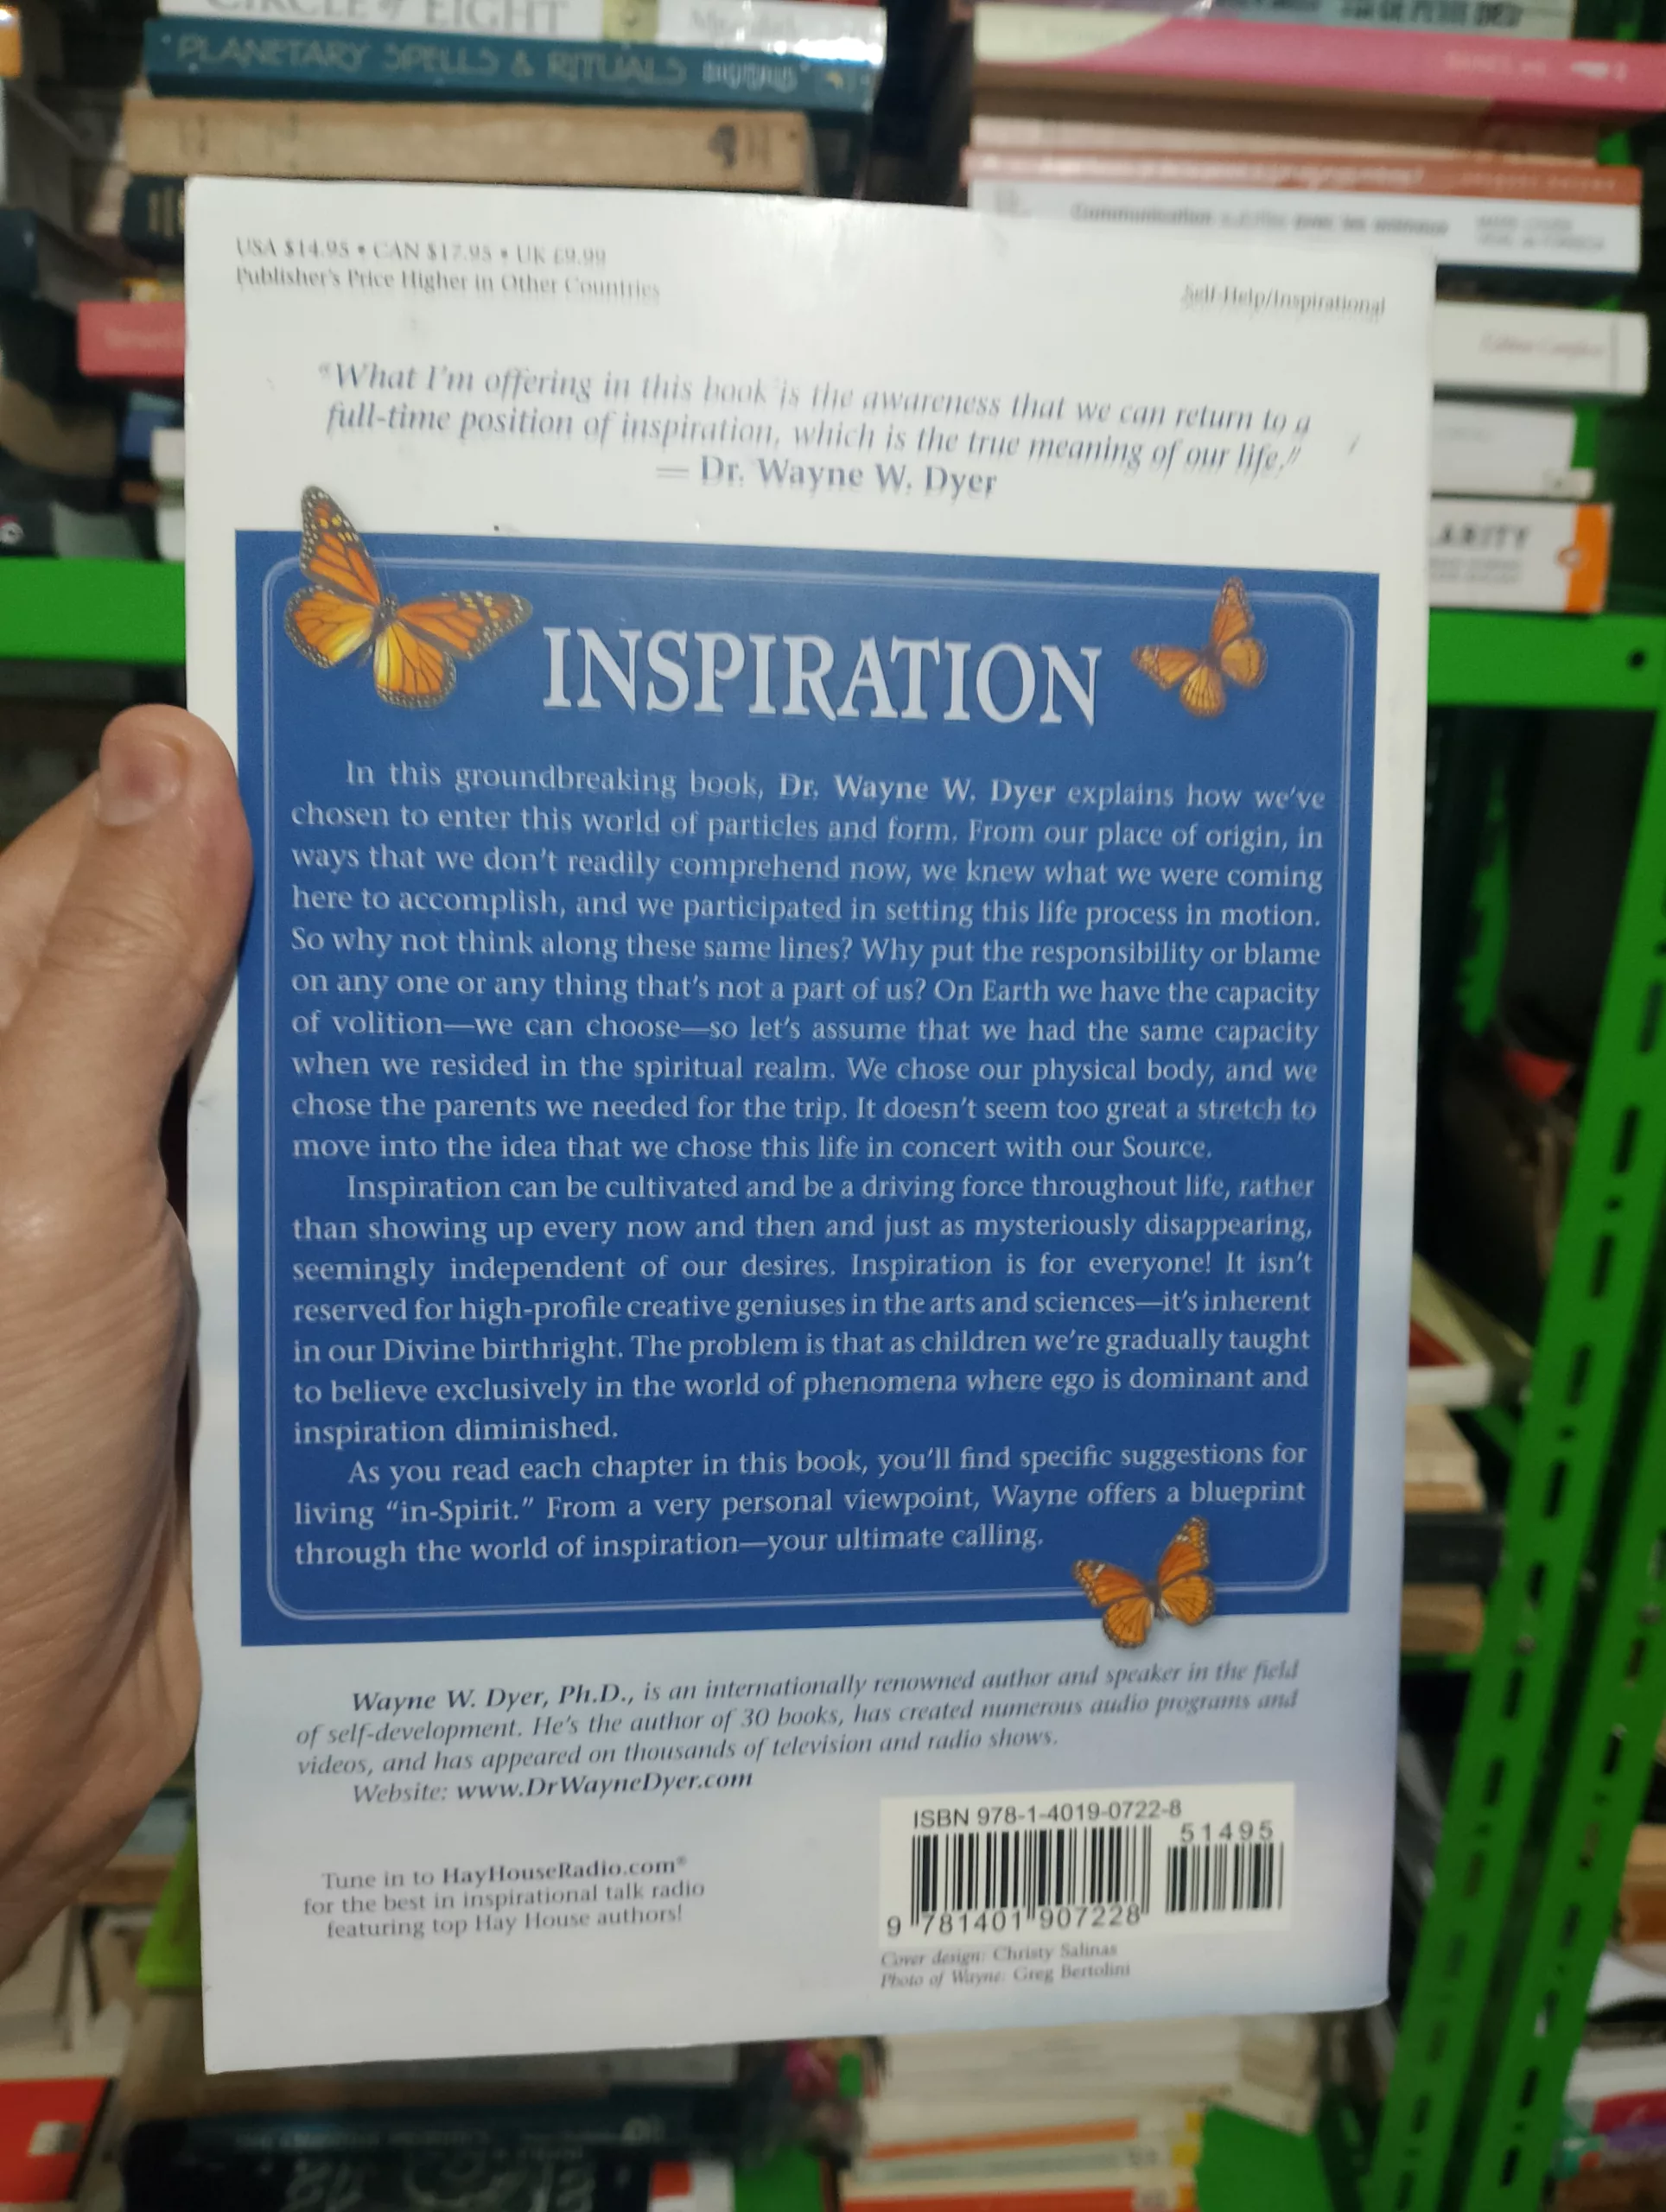 CIRCLE of EIGHT
PLANETARY SPELLS & RITUALS
Communication avec les
ARITY
USA $14.95 • CAN $17.95 • UK £9.99
Publisher's Price Higher in Other Countries
Self-Help/Inspirational
“What I'm offering in this book is the awareness that we can return to a
full-time position of inspiration, which is the true meaning of our life.”
— Dr. Wayne W. Dyer
INSPIRATION
In this groundbreaking book, Dr. Wayne W. Dyer explains how we've
chosen to enter this world of particles and form. From our place of origin, in
ways that we don't readily comprehend now, we knew what we were coming
here to accomplish, and we participated in setting this life process in motion.
So why not think along these same lines? Why put the responsibility or blame
on any one or any thing that's not a part of us? On Earth we have the capacity
of volition—we can choose—so let's assume that we had the same capacity
when we resided in the spiritual realm. We chose our physical body, and we
chose the parents we needed for the trip. It doesn't seem too great a stretch to
move into the idea that we chose this life in concert with our Source.
Inspiration can be cultivated and be a driving force throughout life, rather
than showing up every now and then and just as mysteriously disappearing,
seemingly independent of our desires. Inspiration is for everyone! It isn't
reserved for high-profile creative geniuses in the arts and sciences—it's inherent
in our Divine birthright. The problem is that as children we're gradually taught
to believe exclusively in the world of phenomena where ego is dominant and
inspiration diminished.
As you read each chapter in this book, you'll find specific suggestions for
living “in-Spirit.” From a very personal viewpoint, Wayne offers a blueprint
through the world of inspiration—your ultimate calling.
Wayne W. Dyer, Ph.D., is an internationally renowned author and speaker in the field
of self-development. He's the author of 30 books, has created numerous audio programs and
videos, and has appeared on thousands of television and radio shows.
Website: www.DrWayneDyer.com
Tune in to HayHouseRadio.com®
for the best in inspirational talk radio
featuring top Hay House authors!
ISBN 978-1-4019-0722-8
51495
9 781401 907228
Cover design: Christy Salinas
Photo of Wayne: Greg Bertolini